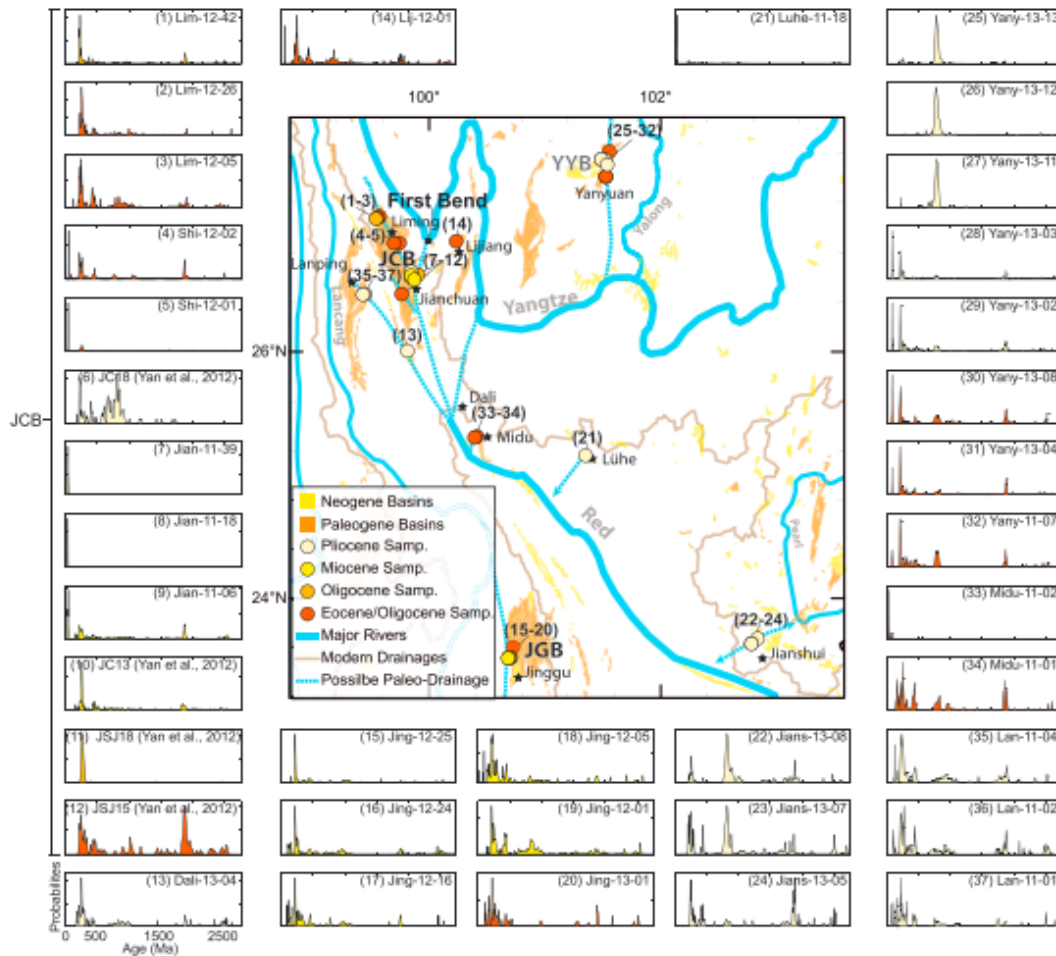 (1) Lim-12-42
(2) Lim-12-26
(3) Lim-12-05
(4) Shi-12-02
(5) Shi-12-01
(6) JC18 (Yan et al., 2012)
JCB
(7) Jian-11-39
(8) Jian-11-18
(9) Jian-11-06
(10) JC13 (Yan et al., 2012)
(11) JSJ18 (Yan et al., 2012)
(12) JSJ15 (Yan et al., 2012)
(13) Dali-13-04
Probabilites
0 500 1500 2500
Age (Ma)
(14) Lij-12-01
(21) Luhe-11-18
100° 102°
26°N
24°N
(25-32)
YYB
Yanyuan
(1-3)
First Bend
Liming
(14)
(4-5)
Lijiang
JCB
(7-12)
Lanping
(35-37)
Jianchuan
Yalong
Yangtze
Lancang
(13)
Dali
(33-34)
Midu
(21)
Lühe
Red
Pearl
(22-24)
Jianshui
(15-20)
JGB
Jinggu
Neogene Basins
Paleogene Basins
Pliocene Samp.
Miocene Samp.
Oligocene Samp.
Eocene/Oligocene Samp.
Major Rivers
Modern Drainages
Possilbe Paleo-Drainage
(15) Jing-12-25
(16) Jing-12-24
(17) Jing-12-16
(18) Jing-12-05
(19) Jing-12-01
(20) Jing-13-01
(22) Jians-13-08
(23) Jians-13-07
(24) Jians-13-05
(25) Yany-13-13
(26) Yany-13-12
(27) Yany-13-11
(28) Yany-13-03
(29) Yany-13-02
(30) Yany-13-08
(31) Yany-13-04
(32) Yany-11-07
(33) Midu-11-02
(34) Midu-11-01
(35) Lan-11-04
(36) Lan-11-02
(37) Lan-11-01